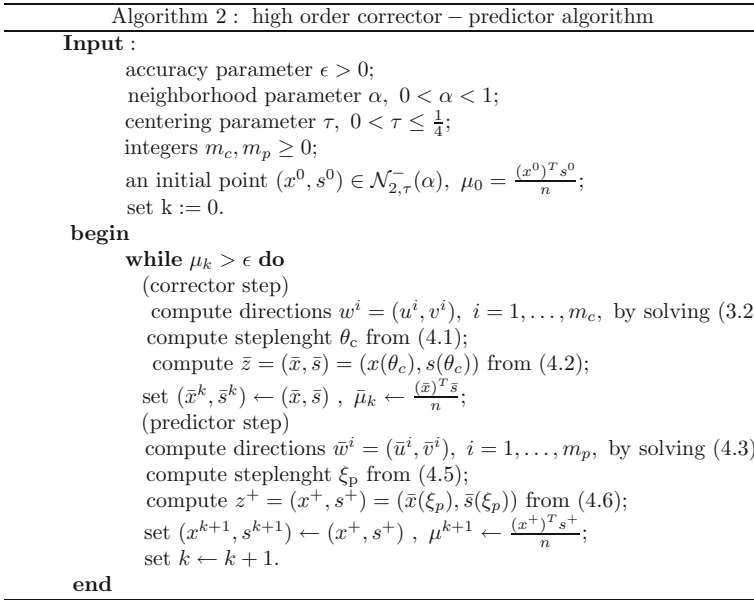 Algorithm 2 : high order corrector – predictor algorithm
Input :
accuracy parameter ϵ > 0;
neighborhood parameter α, 0 < α < 1;
centering parameter τ, 0 < τ ≤ 1/4;
integers m_c, m_p ≥ 0;
an initial point (x^0, s^0) ∈ N^-_{2,τ}(α), μ_0 = (x^0)^T s^0 / n;
set k := 0.
begin
while μ_k > ϵ do
(corrector step)
compute directions w^i = (u^i, v^i), i = 1, . . . , m_c, by solving (3.2
compute steplenght θ_c from (4.1);
compute z̄ = (x̄, s̄) = (x(θ_c), s(θ_c)) from (4.2);
set (x̄^k, s̄^k) ← (x̄, s̄) , μ̄_k ← (x̄)^T s̄ / n;
(predictor step)
compute directions w̄^i = (ū^i, v̄^i), i = 1, . . . , m_p, by solving (4.3)
compute steplenght ξ_p from (4.5);
compute z^+ = (x^+, s^+) = (x̄(ξ_p), s̄(ξ_p)) from (4.6);
set (x^{k+1}, s^{k+1}) ← (x^+, s^+) , μ^{k+1} ← (x^+)^T s^+ / n;
set k ← k + 1.
end